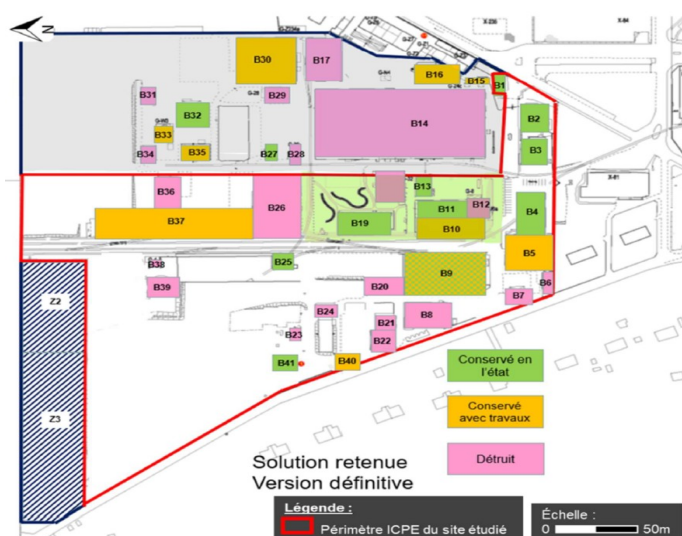 N
B30
B17
B16
B15
B1
B31
B29
B32
B2
B33
B14
B3
B34
B35
B27
B28
B36
B13
B26
B12
B4
B11
B37
B19
B10
B5
B25
B38
B9
B39
B20
B6
B7
Z2
B24
B8
B21
B23
B22
B41
B40
Z3
Conservé en
l'état
Conservé
avec travaux
Détruit
Solution retenue
Version définitive
Légende :
Périmètre ICPE du site étudié
Échelle :
0
50m